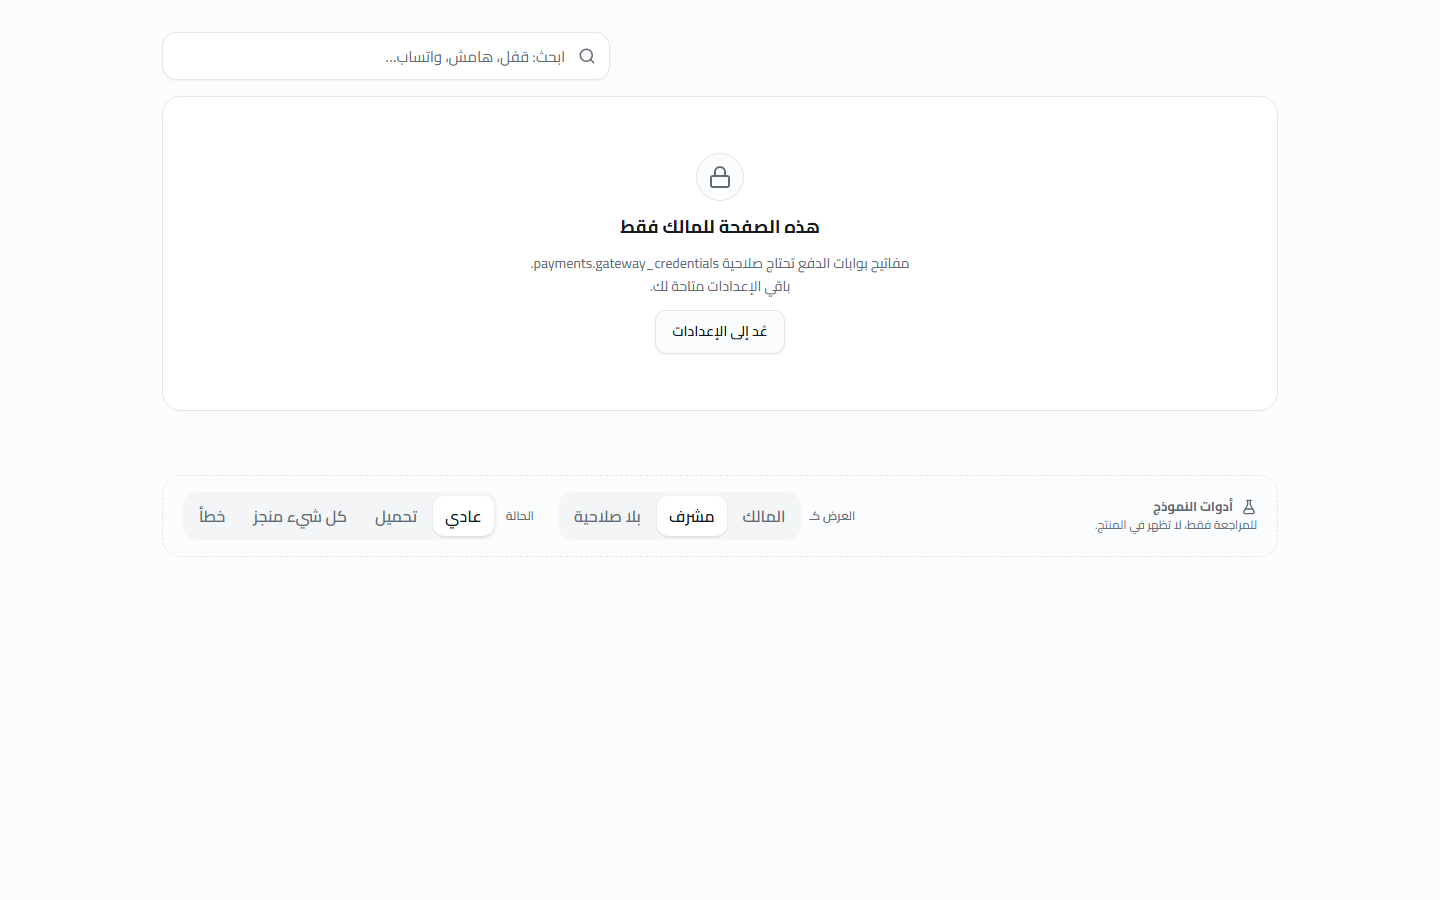 ابحث: قفل، هامش، واتساب...
هذه الصفحة للمالك فقط
مفاتيح بوابات الدفع تحتاج صلاحية payments.gateway_credentials.
باقي الإعدادات متاحة لك.
عُد إلى الإعدادات
أدوات النموذج
للمراجعة فقط، لا تظهر في المنتج.
العرض كـ
المالك
مشرف
بلا صلاحية
الحالة
عادي
تحميل
كل شيء منجز
خطأ